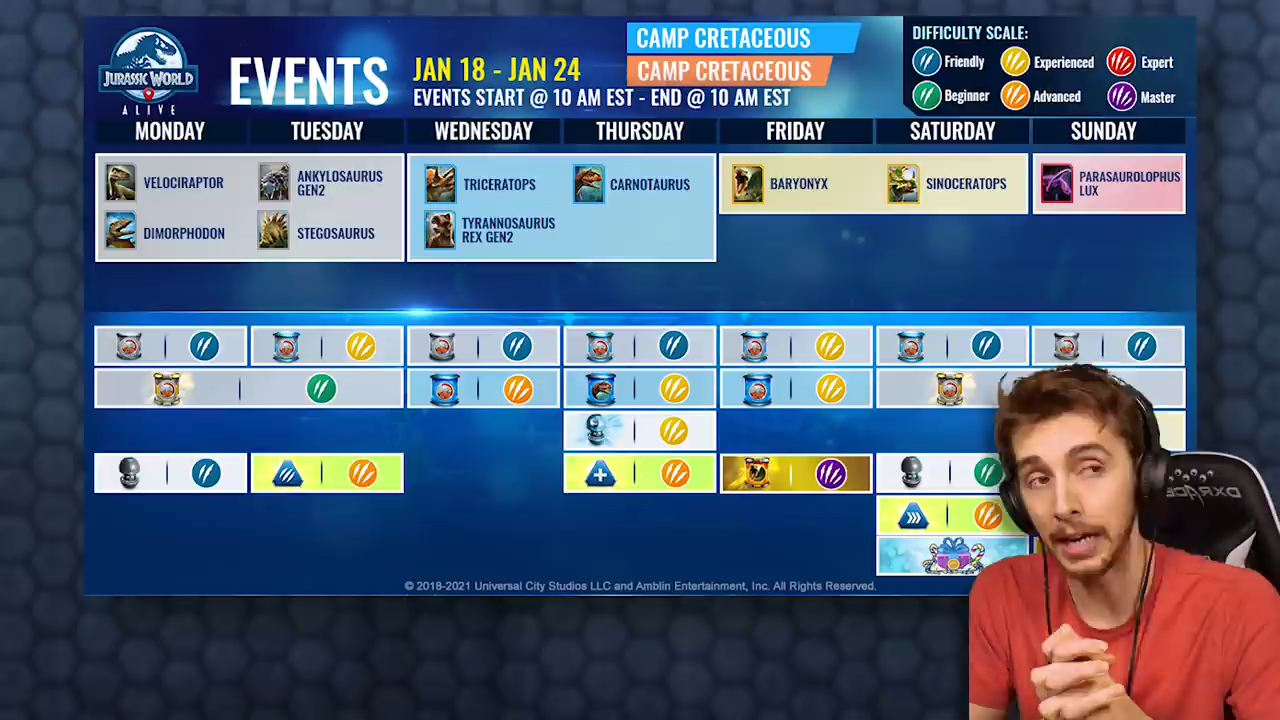 JURASSIC WORLD
ALIVE
EVENTS
JAN 18 - JAN 24
EVENTS START @ 10 AM EST - END @ 10 AM EST
CAMP CRETACEOUS
CAMP CRETACEOUS
DIFFICULTY SCALE:
Friendly Experienced Expert
Beginner Advanced Master
MONDAY TUESDAY WEDNESDAY THURSDAY FRIDAY SATURDAY SUNDAY
VELOCIRAPTOR
ANKYLOSAURUS
GEN2
DIMORPHODON
STEGOSAURUS
TRICERATOPS
CARNOTAURUS
TYRANNOSAURUS
REX GEN2
BARYONYX
SINOCERATOPS
PARASAUROLOPHUS
LUX
© 2018-2021 Universal City Studios LLC and Amblin Entertainment, Inc. All Rights Reserved.
DXRACE